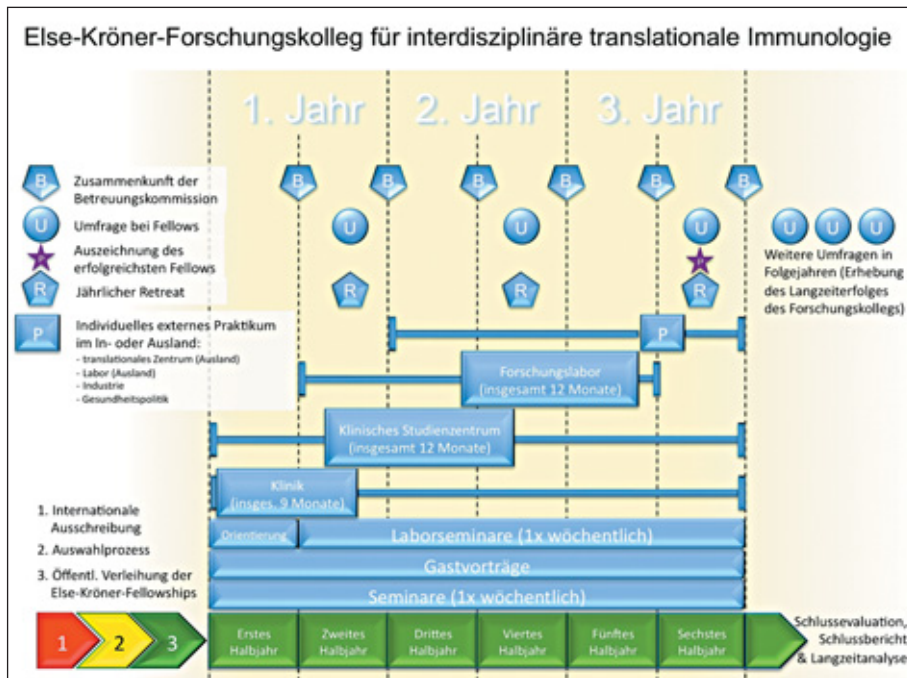 Else-Kröner-Forschungskolleg für interdisziplinäre translationale Immunologie
1. Jahr
2. Jahr
3. Jahr
B
Zusammenkunft der
Betreuungskommission
B
B
B
B
B
B
U
Umfrage bei Fellows
U
U
U
U
U
U
Auszeichnung des
erfolgreichsten Fellows
Weitere Umfragen in
Folgejahren (Erhebung
des Langzeiterfolges
des Forschungskollegs)
R
Jährlicher Retreat
R
R
R
P
Individuelles externes Praktikum
im In- oder Ausland:
- translationales Zentrum (Ausland)
- Labor (Ausland)
- Industrie
- Gesundheitspolitik
P
Forschungslabor
(insgesamt 12 Monate)
Klinisches Studienzentrum
(insgesamt 12 Monate)
Klinik
(insges. 9 Monate)
1. Internationale
Ausschreibung
2. Auswahlprozess
3. Öffentl. Verleihung der
Else-Kröner-Fellowships
Orientierung
Laborseminare (1x wöchentlich)
Gastvorträge
Seminare (1x wöchentlich)
1
2
3
Erstes
Halbjahr
Zweites
Halbjahr
Drittes
Halbjahr
Viertes
Halbjahr
Fünftes
Halbjahr
Sechstes
Halbjahr
Schlussevaluation,
Schlussbericht
& Langzeitanalyse